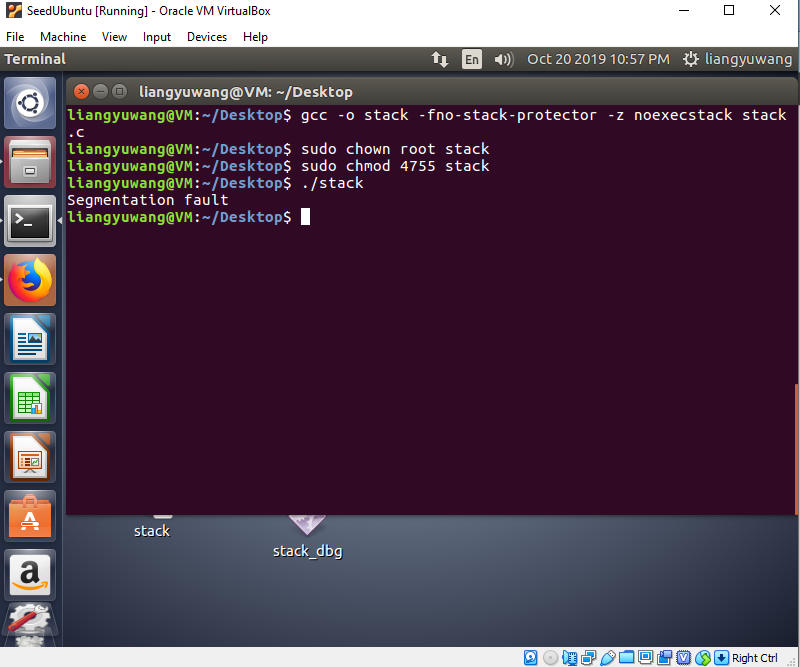 SeedUbuntu [Running] - Oracle VM VirtualBox
File Machine View Input Devices Help
Terminal En Oct 20 2019 10:57 PM liangyuwang
liangyuwang@VM: ~/Desktop
liangyuwang@VM:~/Desktop$ gcc -o stack -fno-stack-protector -z noexecstack stack
.c
liangyuwang@VM:~/Desktop$ sudo chown root stack
liangyuwang@VM:~/Desktop$ sudo chmod 4755 stack
liangyuwang@VM:~/Desktop$ ./stack
Segmentation fault
liangyuwang@VM:~/Desktop$
stack
stack_dbg
Right Ctrl